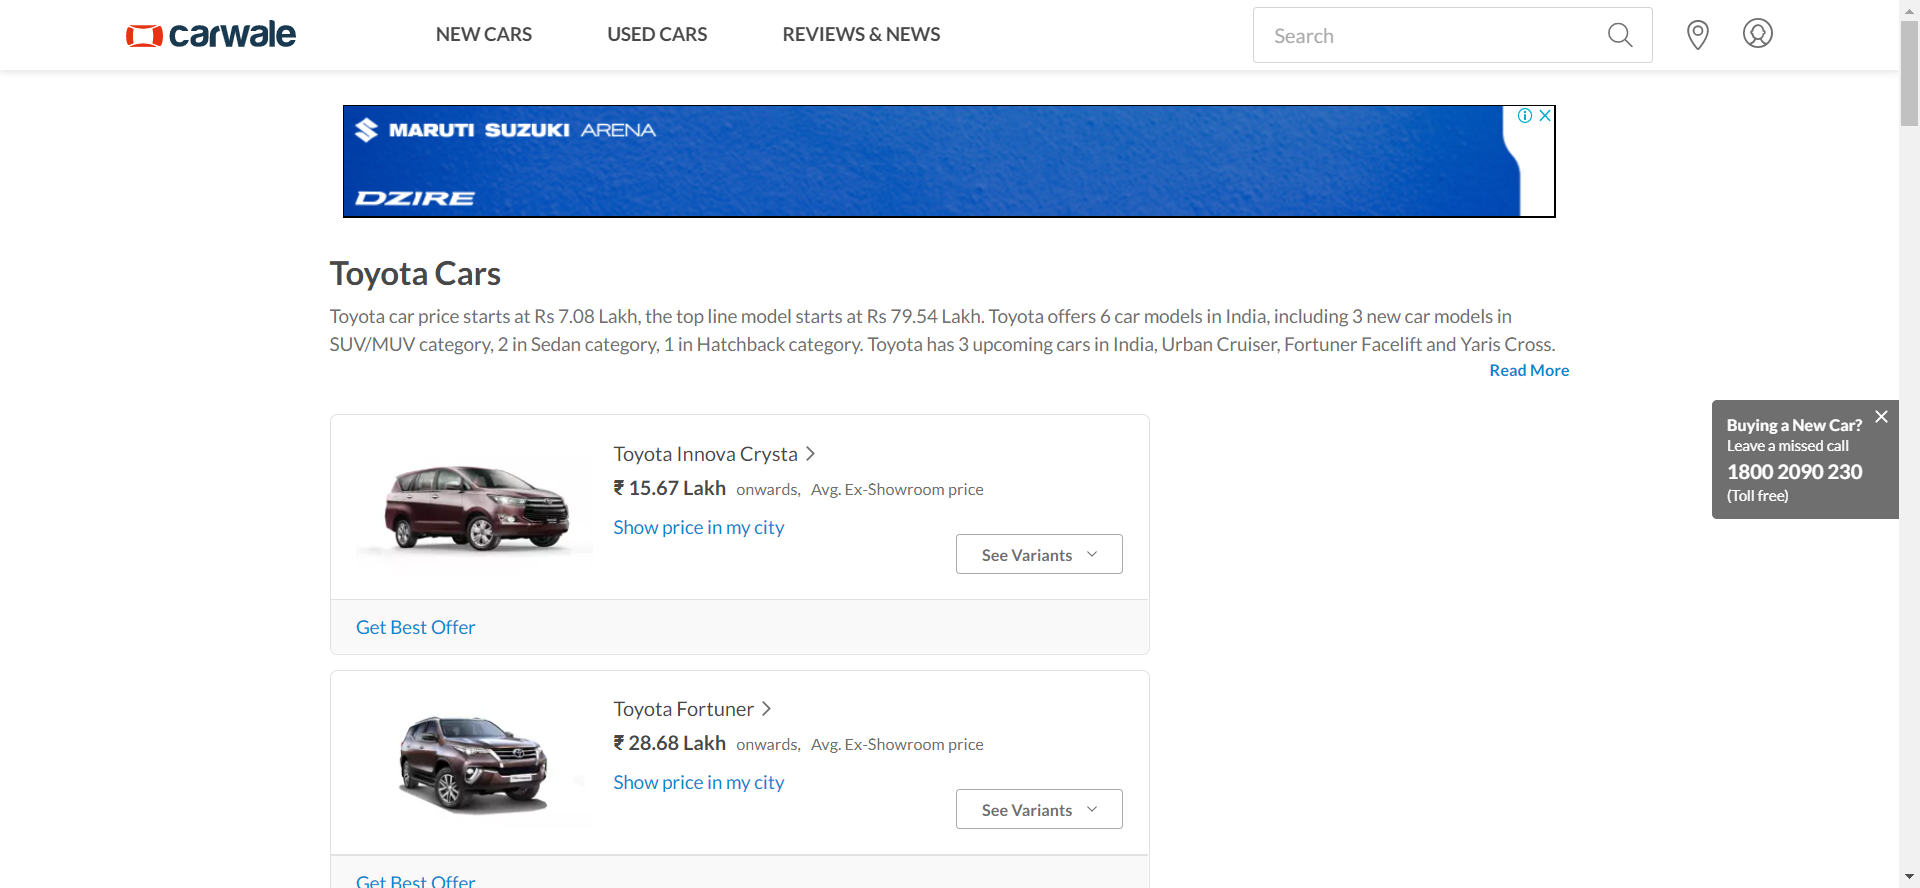 carwale
NEW CARS
USED CARS
REVIEWS & NEWS
Search
MARUTI SUZUKI ARENA
DZIRE
Toyota Cars
Toyota car price starts at Rs 7.08 Lakh, the top line model starts at Rs 79.54 Lakh. Toyota offers 6 car models in India, including 3 new car models in
SUV/MUV category, 2 in Sedan category, 1 in Hatchback category. Toyota has 3 upcoming cars in India, Urban Cruiser, Fortuner Facelift and Yaris Cross.
Read More
Buying a New Car?
Leave a missed call
1800 2090 230
(Toll free)
Toyota Innova Crysta
₹ 15.67 Lakh onwards, Avg. Ex-Showroom price
Show price in my city
See Variants
Get Best Offer
Toyota Fortuner
₹ 28.68 Lakh onwards, Avg. Ex-Showroom price
Show price in my city
See Variants
Get Best Offer